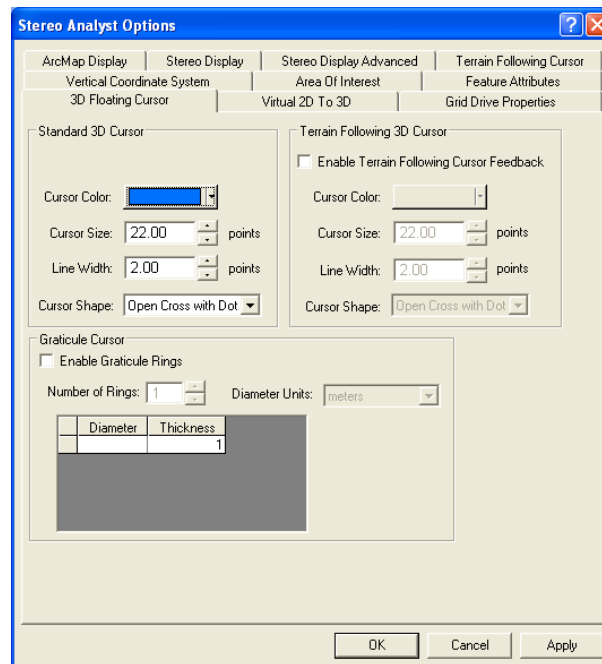 Stereo Analyst Options
ArcMap Display Stereo Display Stereo Display Advanced Terrain Following Cursor
Vertical Coordinate System Area Of Interest Feature Attributes
3D Floating Cursor Virtual 2D To 3D Grid Drive Properties
Standard 3D Cursor
Cursor Color:
Cursor Size: 22.00 points
Line Width: 2.00 points
Cursor Shape: Open Cross with Dot
Terrain Following 3D Cursor
Enable Terrain Following Cursor Feedback
Cursor Color:
Cursor Size: 22.00 points
Line Width: 2.00 points
Cursor Shape: Open Cross with Dot
Graticule Cursor
Enable Graticule Rings
Number of Rings: 1 Diameter Units: meters
Diameter Thickness
1
OK Cancel Apply